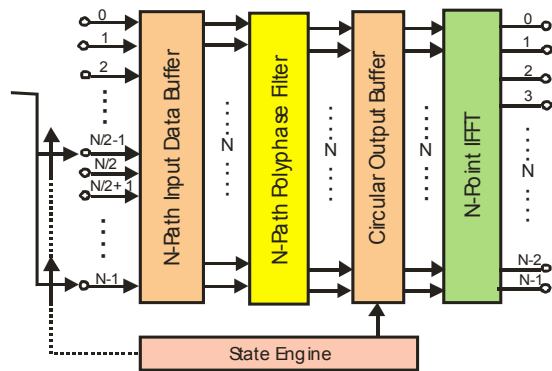 0
1
2
N/2-1
N/2
N/2+1
N-1
N-Path Input Data Buffer
N
N-Path Polyphase Filter
N
Circular Output Buffer
N
N-Point IFFT
0
1
2
3
N
N-2
N-1
State Engine